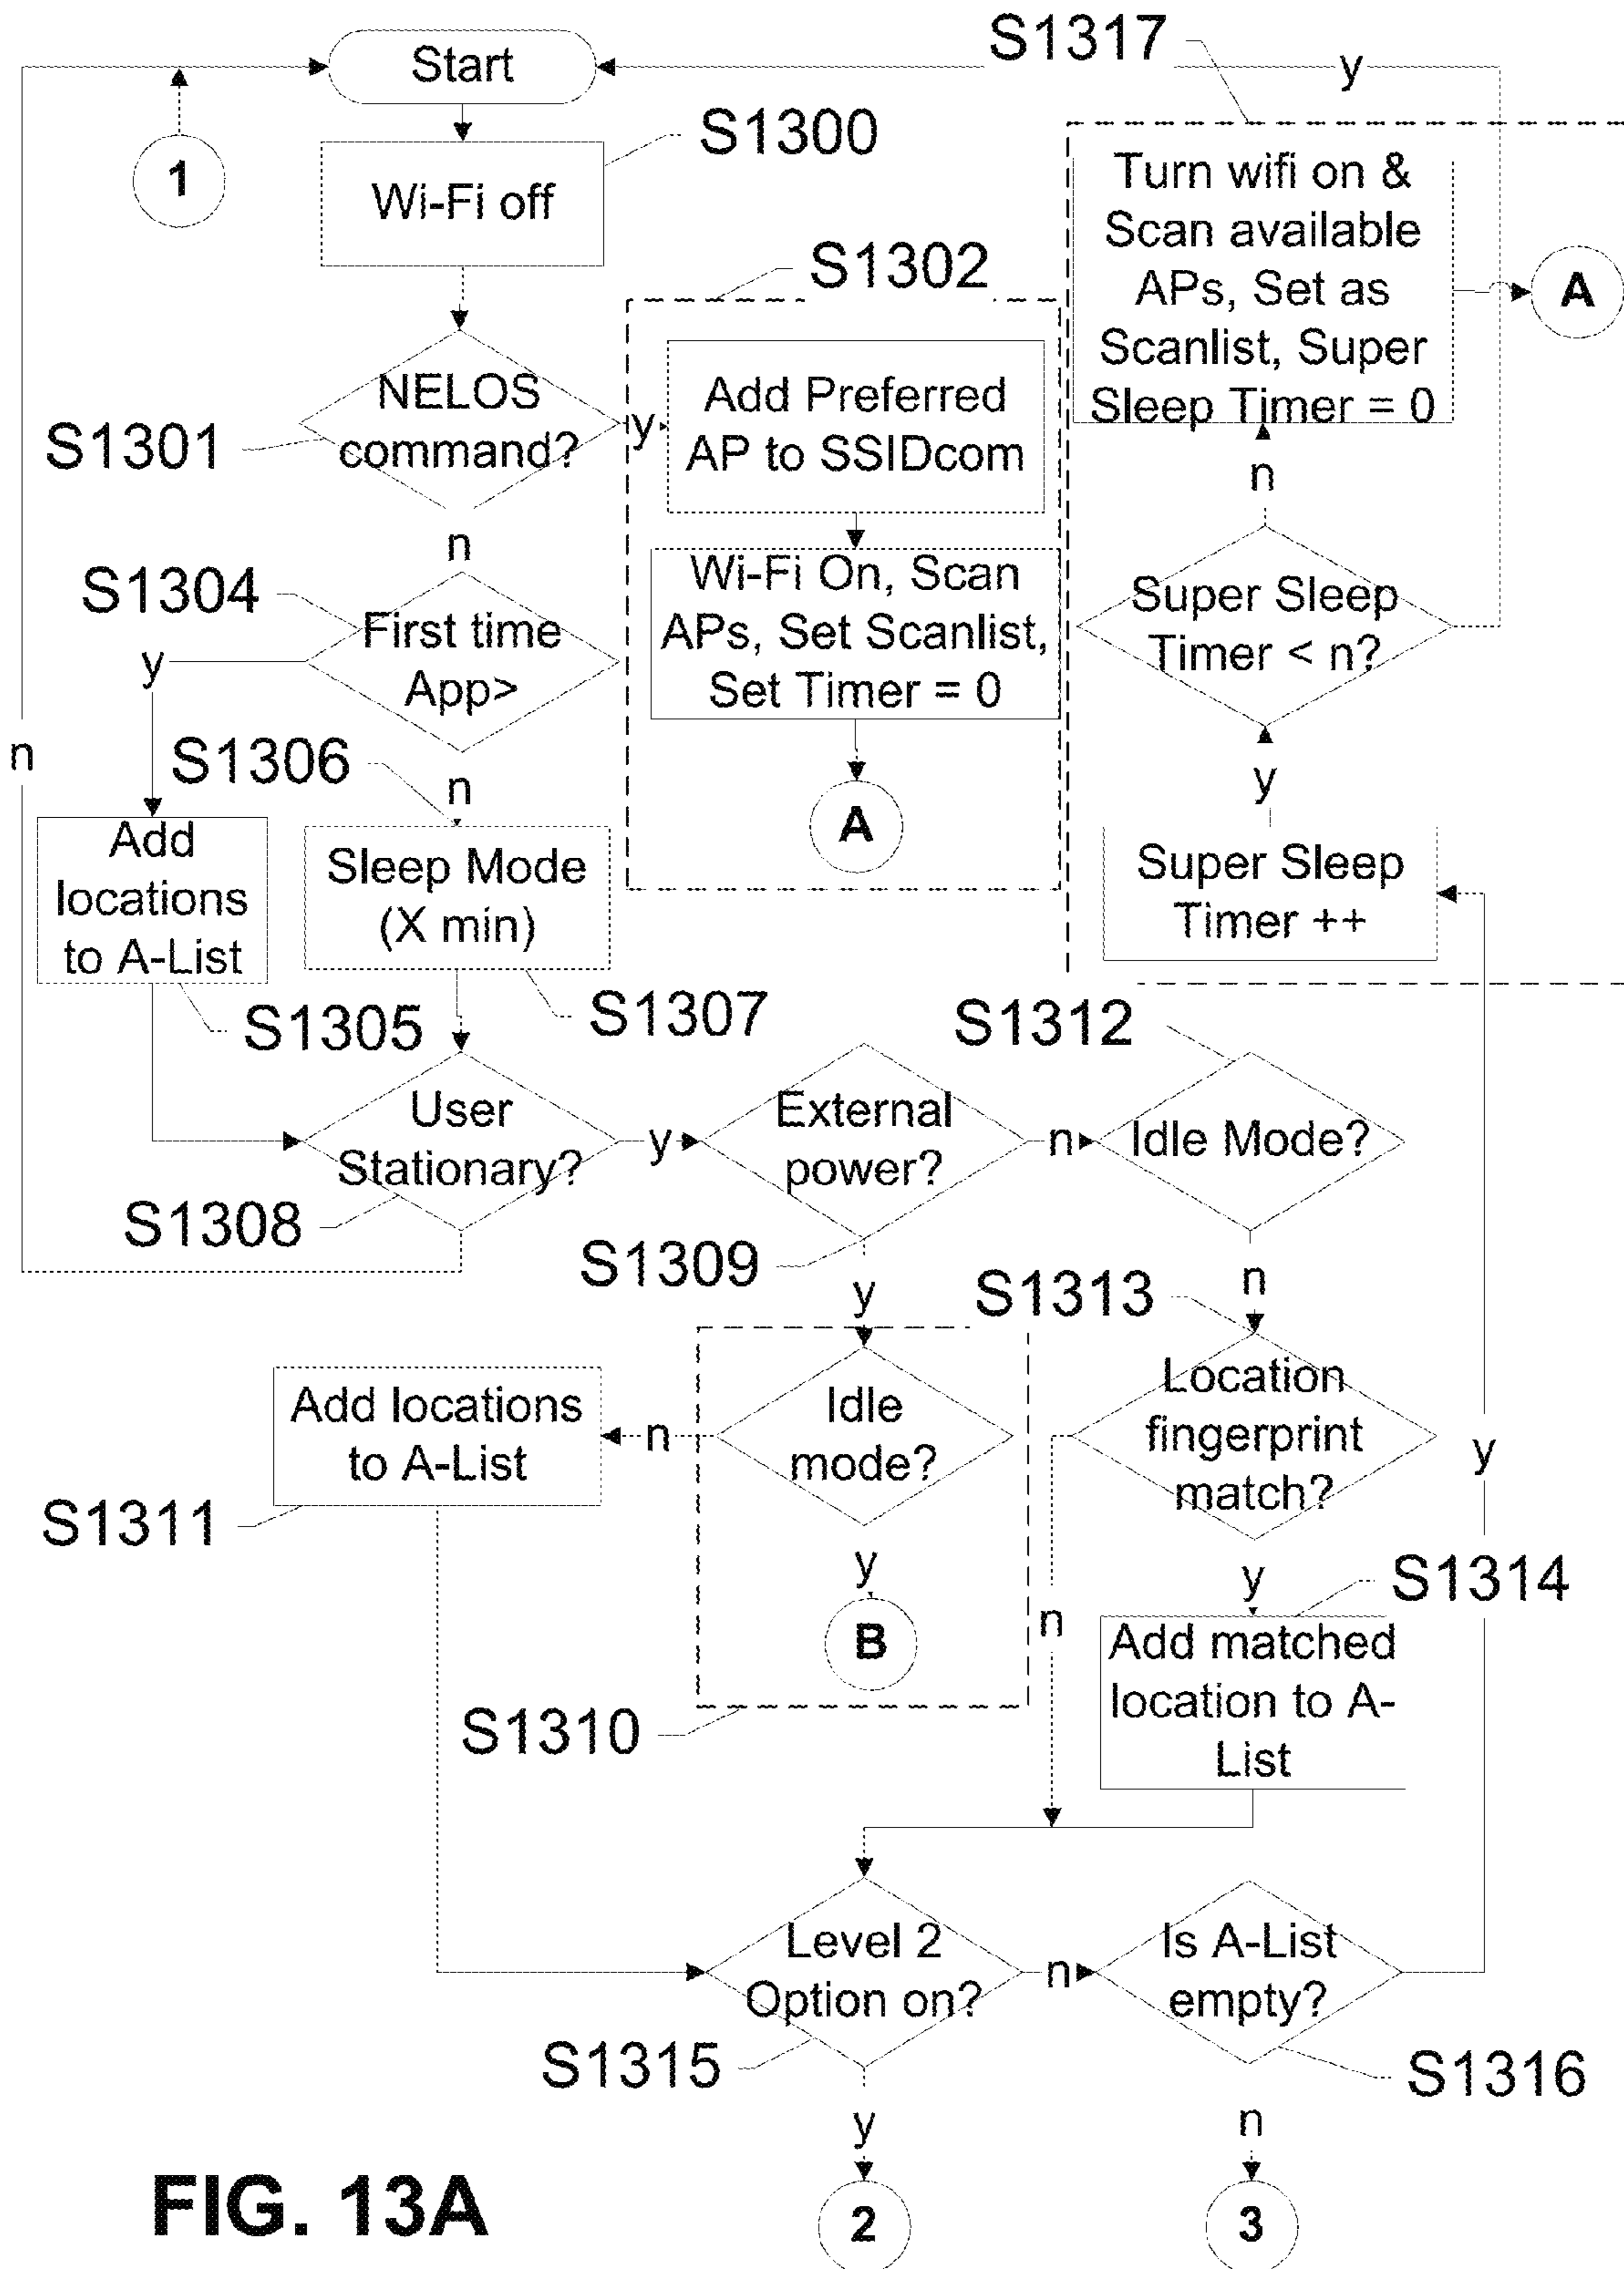 S1317
Start
y
1
S1300
Wi-Fi off
Turn wifi on &
Scan available
APs, Set as
Scanlist, Super
Sleep Timer = 0
A
S1302
NELOS
command?
y
S1301
Add Preferred
AP to SSIDcom
n
n
Wi-Fi On, Scan
APs, Set Scanlist,
Set Timer = 0
S1304
First time
App>
y
Super Sleep
Timer < n?
n
S1306
n
y
A
Add
locations
to A-List
Sleep Mode
(X min)
Super Sleep
Timer ++
S1305
S1307
S1312
User
Stationary?
y
External
power?
n
Idle Mode?
S1308
S1309
y
S1313
n
Add locations
to A-List
n
Idle
mode?
Location
fingerprint
match?
y
S1311
y
B
n
y
S1314
Add matched
location to A-
List
S1310
Level 2
Option on?
n
Is A-List
empty?
S1315
S1316
y
n
2
3
FIG. 13A